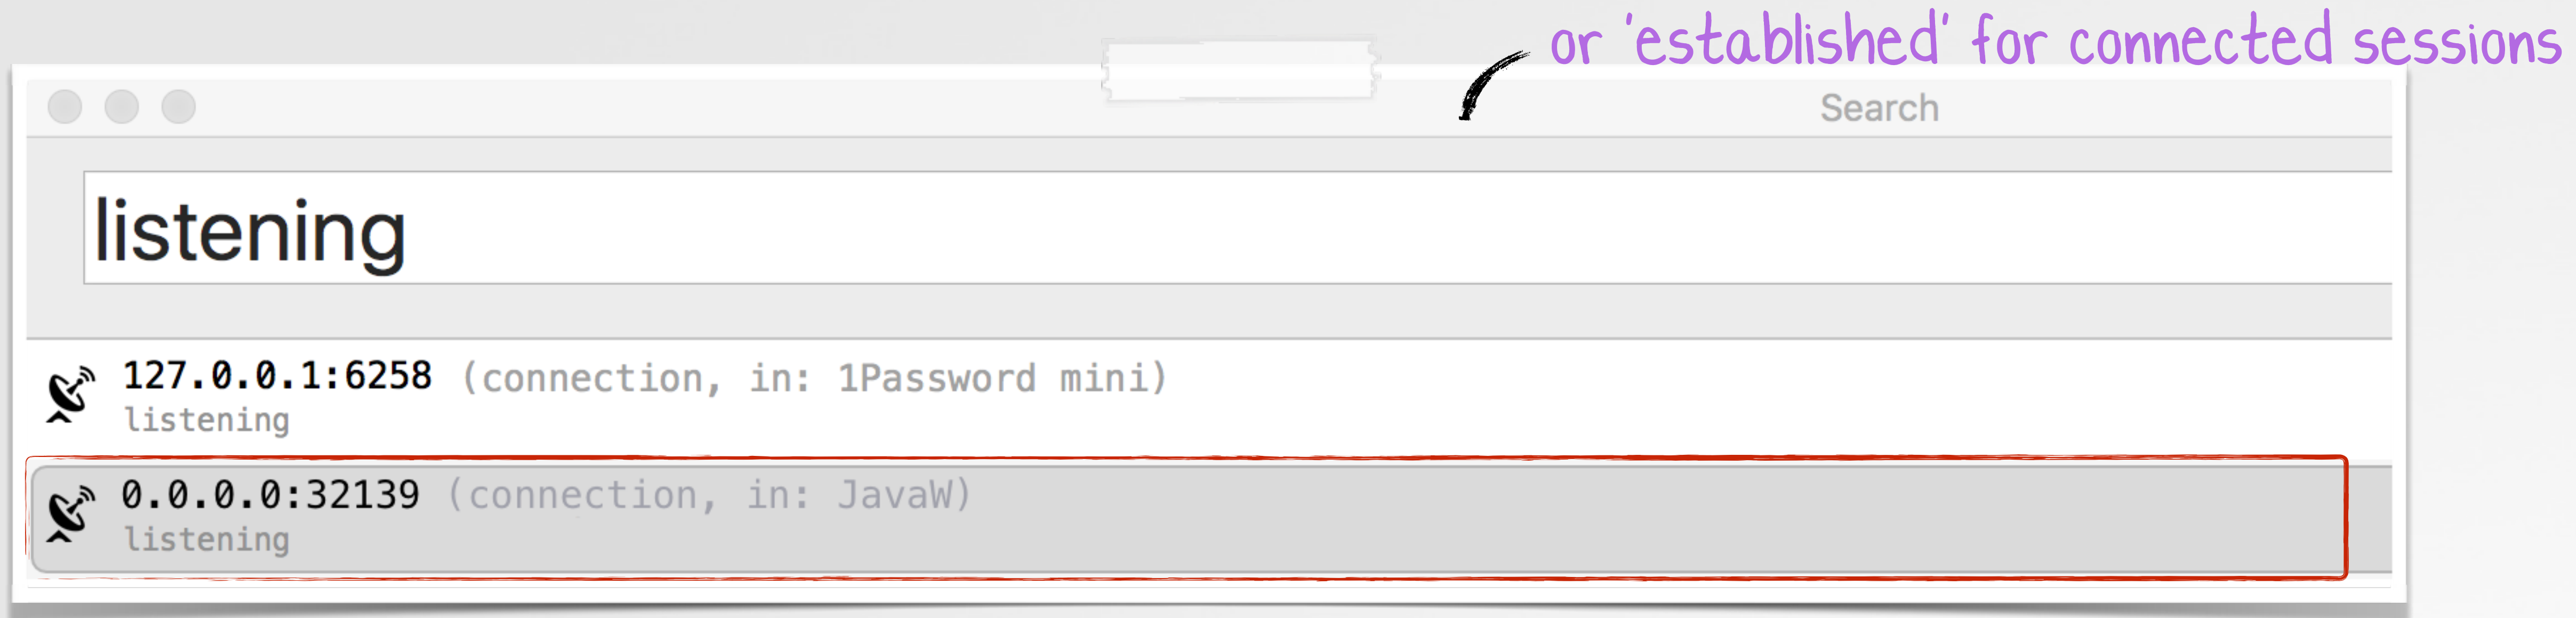 or 'established' for connected sessions
Search
listening
127.0.0.1:6258 (connection, in: 1Password mini)
listening
0.0.0.0:32139 (connection, in: JavaW)
listening